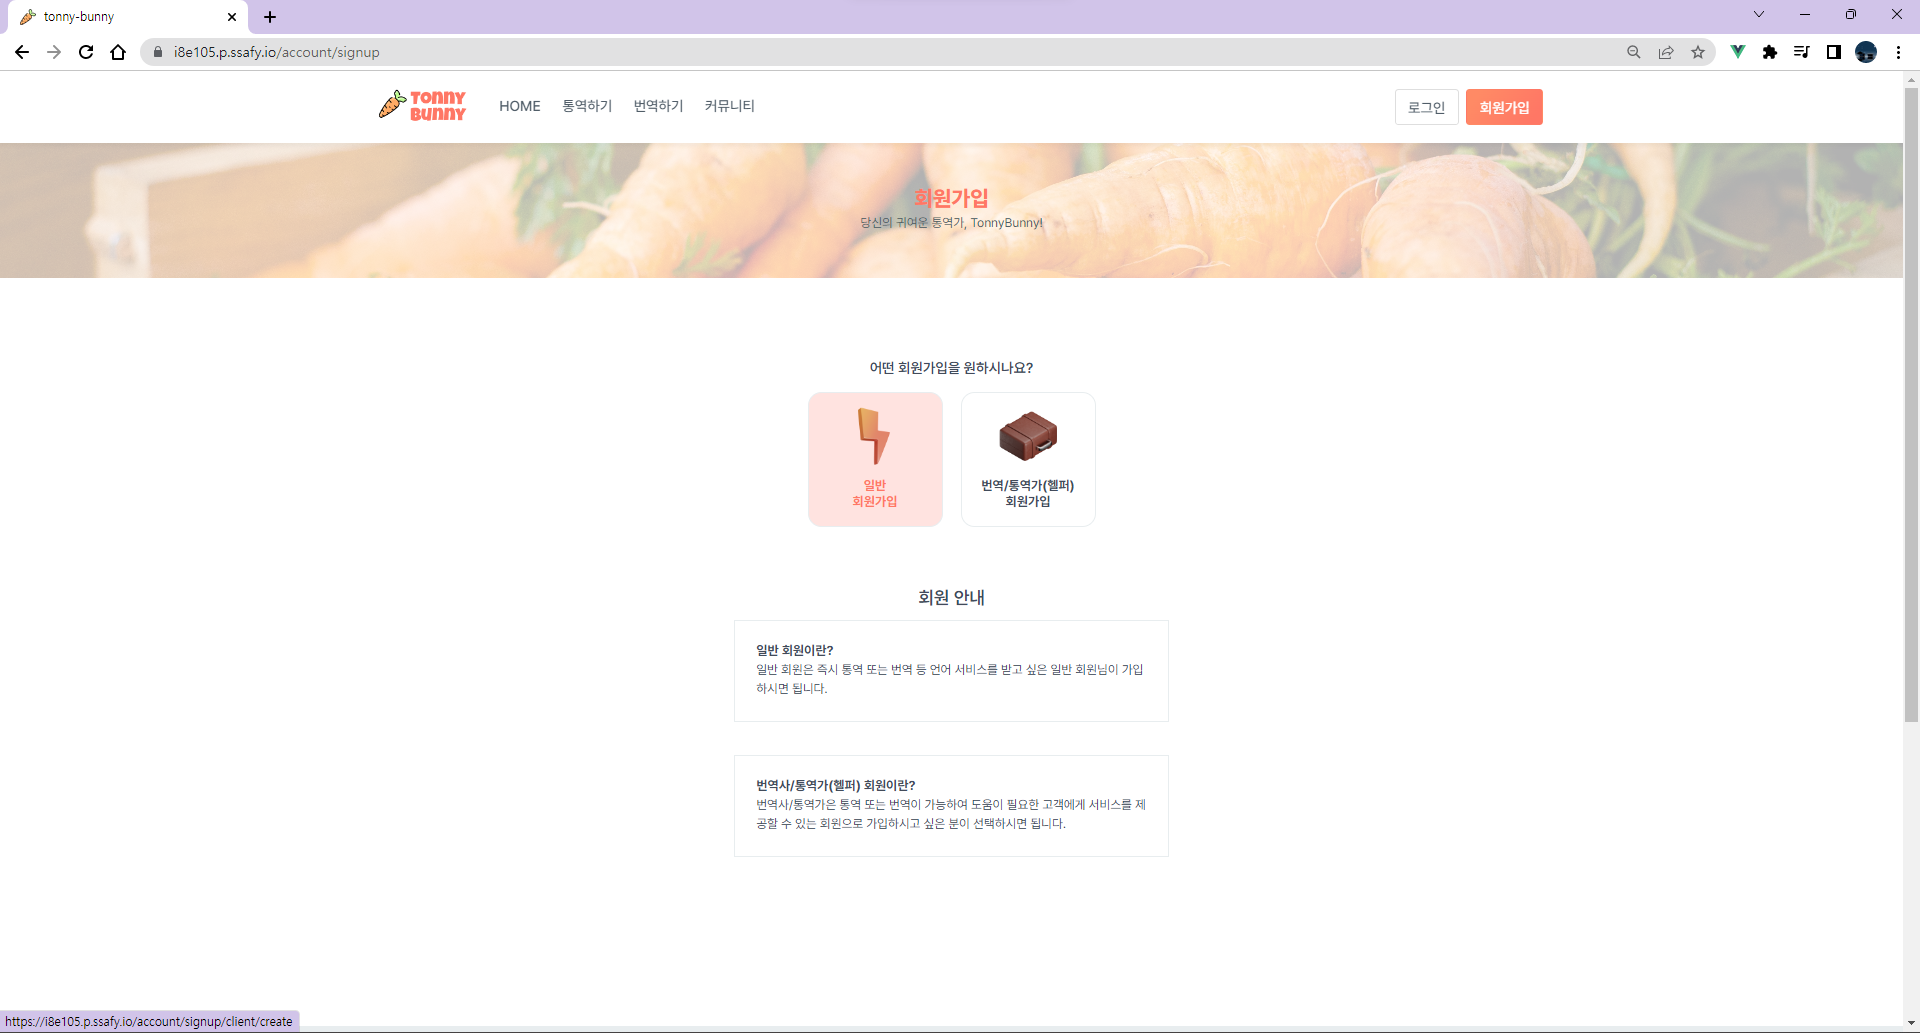 tonny-bunny
i8e105.p.ssafy.io/account/signup
TONNY
BUNNY
HOME 통역하기 번역하기 커뮤니티
로그인 회원가입
회원가입
당신의 귀여운 통역가, TonnyBunny!
어떤 회원가입을 원하시나요?
일반
회원가입
번역/통역가(헬퍼)
회원가입
회원 안내
일반 회원이란?
일반 회원은 즉시 통역 또는 번역 등 언어 서비스를 받고 싶은 일반 회원님이 가입
하시면 됩니다.
번역사/통역가(헬퍼) 회원이란?
번역사/통역가은 통역 또는 번역이 가능하여 도움이 필요한 고객에게 서비스를 제
공할 수 있는 회원으로 가입하시고 싶은 분이 선택하시면 됩니다.
https://i8e105.p.ssafy.io/account/signup/client/create